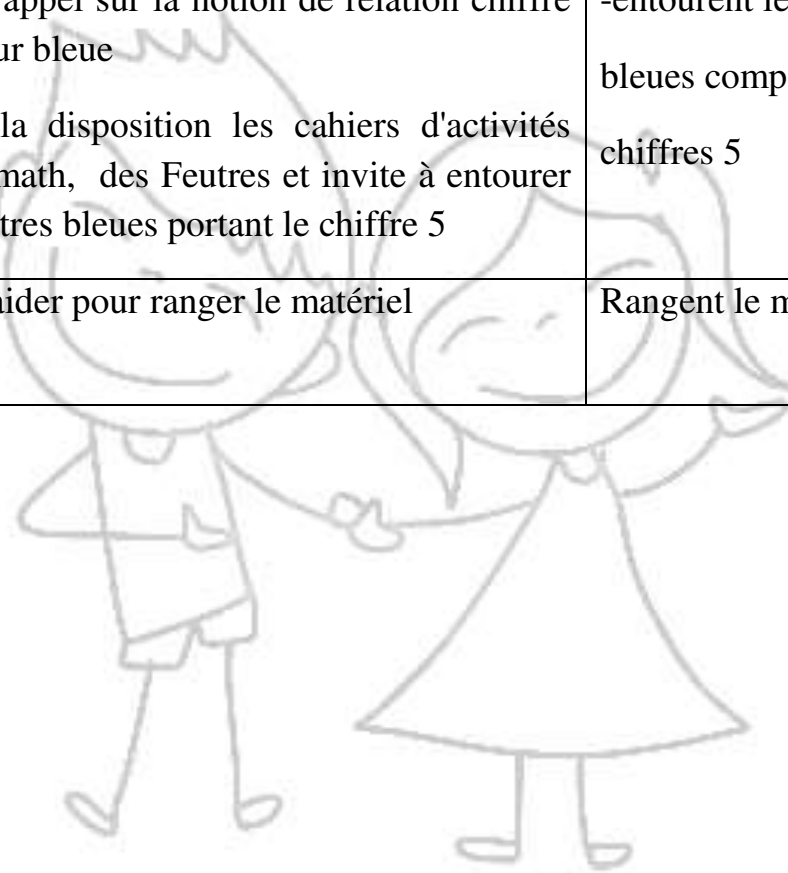 appel sur la notion de relation chiffre
ur bleue
la disposition les cahiers d'activités
math, des Feutres et invite à entourer
tres bleues portant le chiffre 5
aider pour ranger le matériel
-entourent le
bleues comp
chiffres 5
Rangent le m